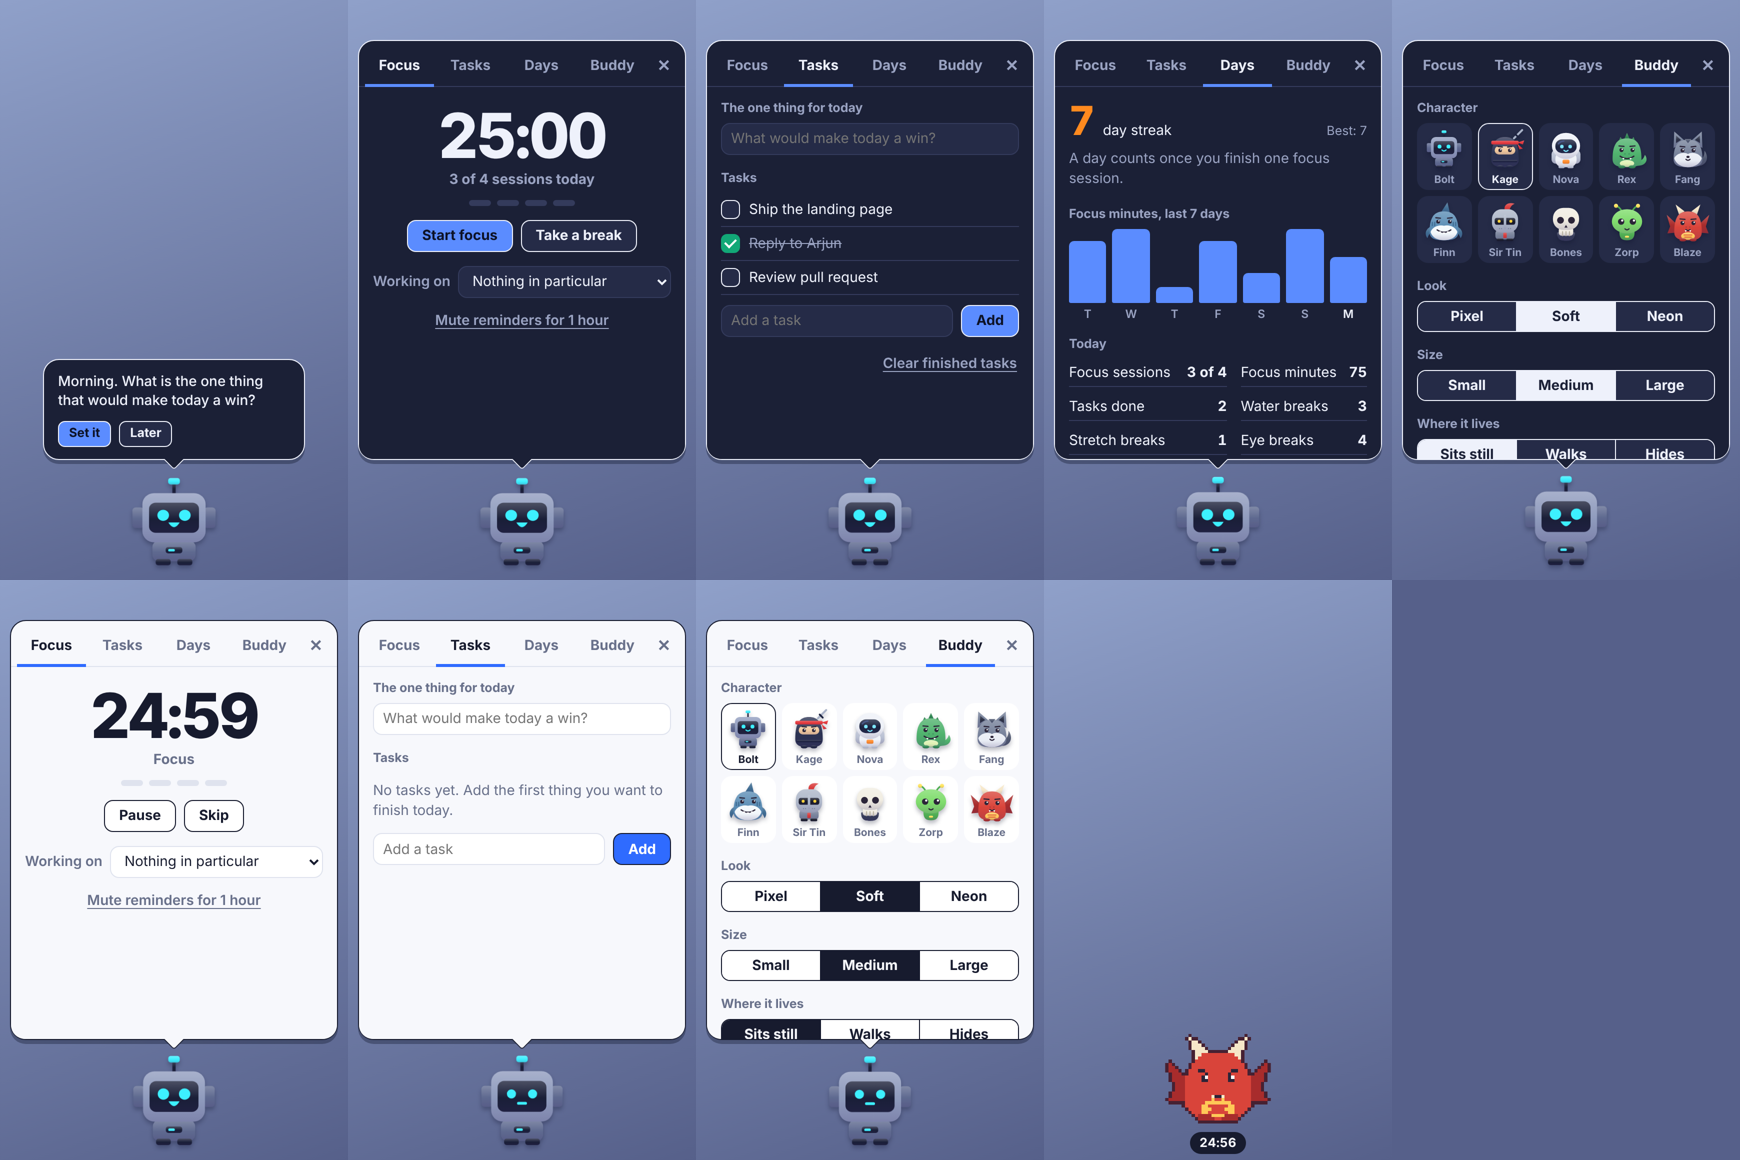 Morning. What is the one thing
that would make today a win?
Set it
Later
Focus Tasks Days Buddy ✕
25:00
3 of 4 sessions today
Start focus
Take a break
Working on
Nothing in particular
Mute reminders for 1 hour
Focus Tasks Days Buddy ✕
The one thing for today
What would make today a win?
Tasks
Ship the landing page
Reply to Arjun
Review pull request
Add a task
Add
Clear finished tasks
Focus Tasks Days Buddy ✕
7 day streak
Best: 7
A day counts once you finish one focus
session.
Focus minutes, last 7 days
T W T F S S M
Today
Focus sessions 3 of 4 Focus minutes 75
Tasks done 2 Water breaks 3
Stretch breaks 1 Eye breaks 4
Focus Tasks Days Buddy ✕
Character
Bolt Kage Nova Rex Fang
Finn Sir Tin Bones Zorp Blaze
Look
Pixel Soft Neon
Size
Small Medium Large
Where it lives
Sits still Walks Hides
Focus Tasks Days Buddy ✕
24:59
Focus
Pause
Skip
Working on
Nothing in particular
Mute reminders for 1 hour
Focus Tasks Days Buddy ✕
The one thing for today
What would make today a win?
Tasks
No tasks yet. Add the first thing you want to
finish today.
Add a task
Add
Focus Tasks Days Buddy ✕
Character
Bolt Kage Nova Rex Fang
Finn Sir Tin Bones Zorp Blaze
Look
Pixel Soft Neon
Size
Small Medium Large
Where it lives
Sits still Walks Hides
24:56